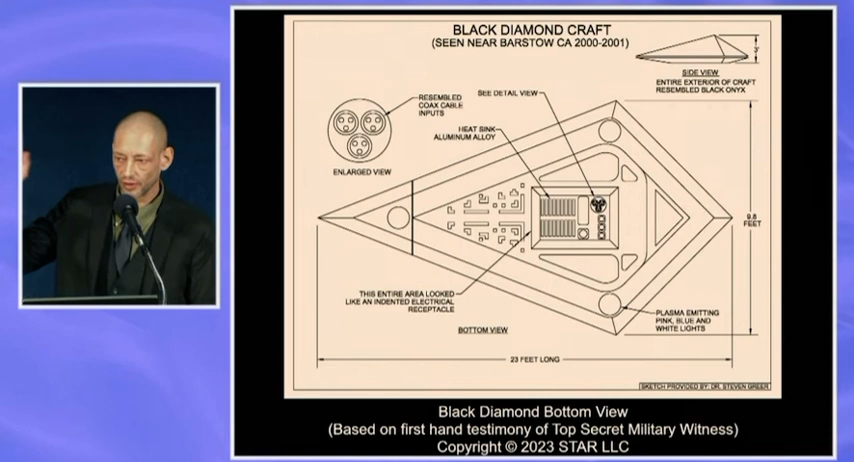 BLACK DIAMOND CRAFT
(SEEN NEAR BARSTOW CA 2000-2001)
3'
SIDE VIEW
ENTIRE EXTERIOR OF CRAFT
RESEMBLED BLACK ONYX
RESEMBLED
COAX CABLE
INPUTS
SEE DETAIL VIEW
HEAT SINK
ALUMINUM ALLOY
ENLARGED VIEW
9.8
FEET
THIS ENTIRE AREA LOOKED
LIKE AN INDENTED ELECTRICAL
RECEPTACLE
PLASMA EMITTING
PINK, BLUE AND
WHITE LIGHTS
BOTTOM VIEW
23 FEET LONG
SKETCH PROVIDED BY: DR. STEVEN GREER
Black Diamond Bottom View
(Based on first hand testimony of Top Secret Military Witness)
Copyright © 2023 STAR LLC